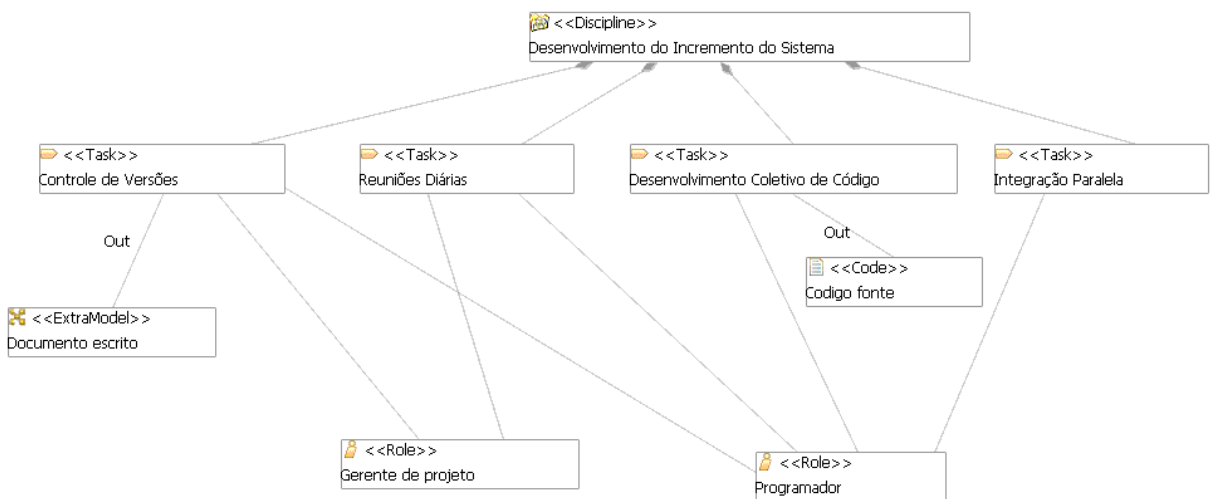 <<Discipline>>
Desenvolvimento do Incremento do Sistema
<<Task>>
Controle de Versões
<<Task>>
Reuniões Diárias
<<Task>>
Desenvolvimento Coletivo de Código
<<Task>>
Integração Paralela
Out
Out
<<Code>>
Codigo fonte
<<ExtraModel>>
Documento escrito
<<Role>>
Gerente de projeto
<<Role>>
Programador